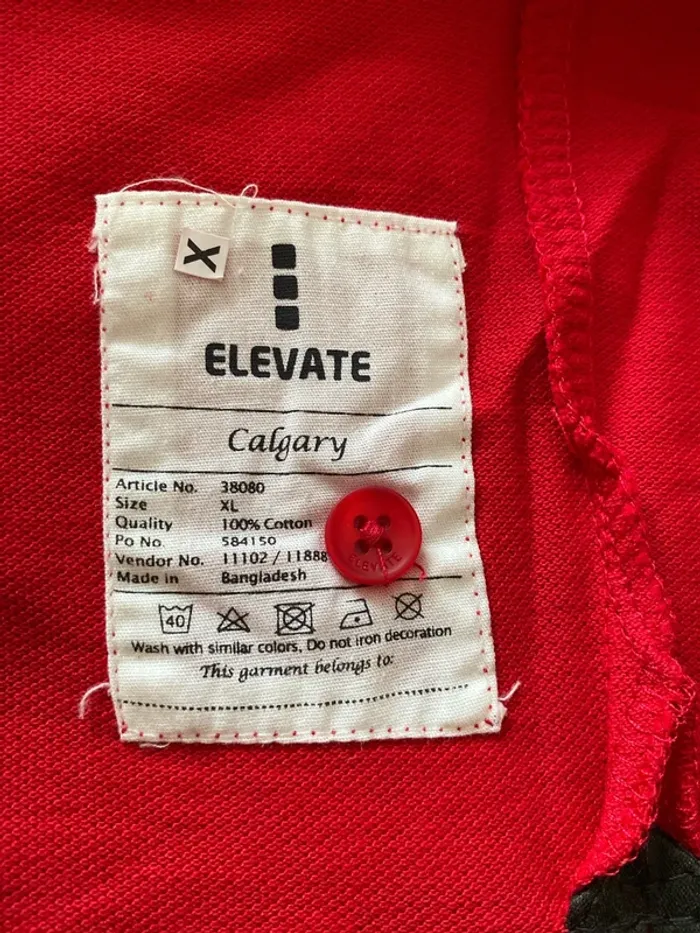 X
ELEVATE
Calgary
Article No. 38080
Size XL
Quality 100% Cotton
Po No. 584150
Vendor No. 11102 / 11888
Made in Bangladesh
ELEVATE
40
Wash with similar colors, Do not iron decoration
This garment belongs to: